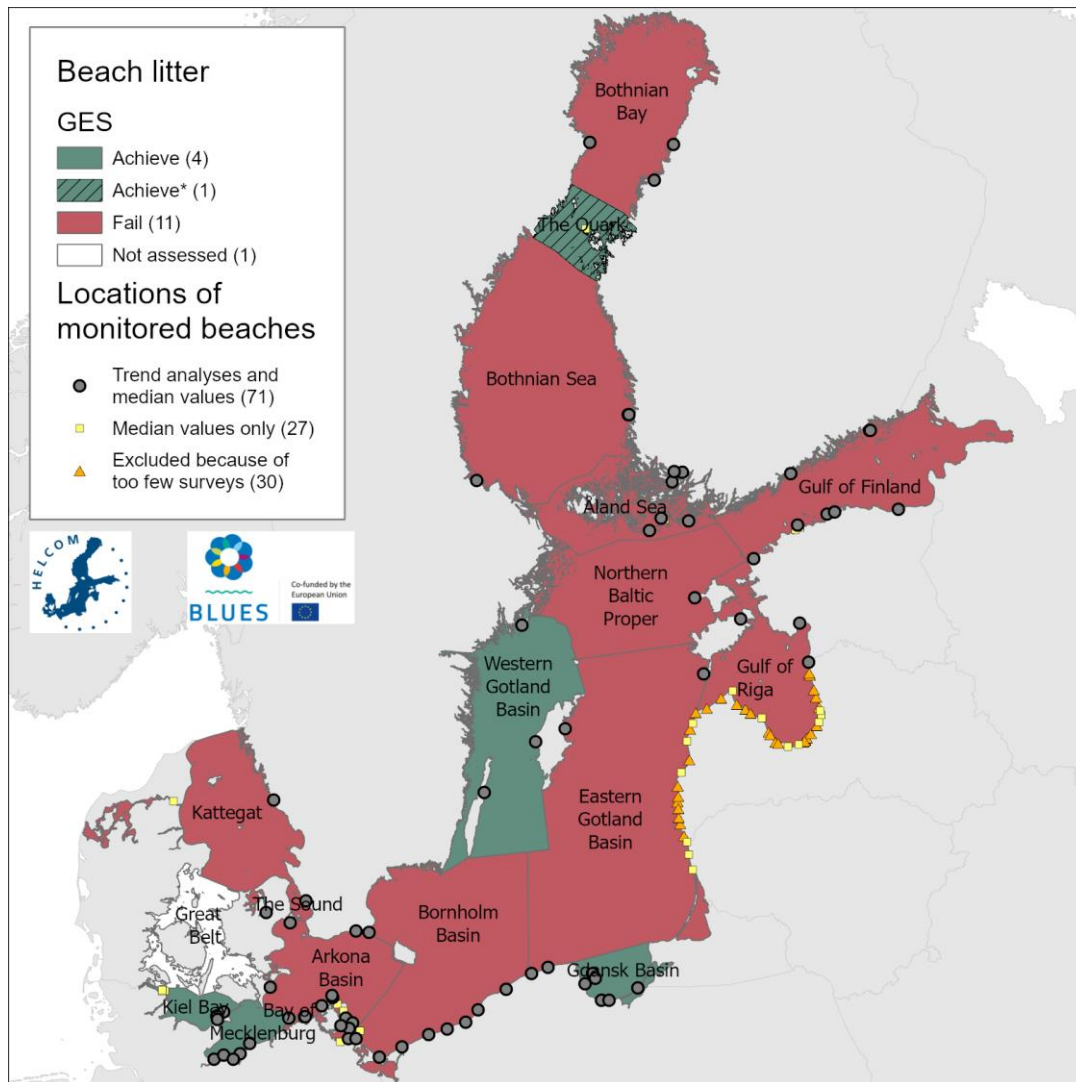 Beach litter
GES
Achieve (4)
Achieve* (1)
Fail (11)
Not assessed (1)
Locations of
monitored beaches
Trend analyses and
median values (71)
Median values only (27)
Excluded because of
too few surveys (30)
HELCOM
BLUES
Co-funded by the
European Union
Bothnian
Bay
The Quark
Bothnian Sea
Åland Sea
Gulf of Finland
Northern
Baltic
Proper
Western
Gotland
Basin
Gulf of
Riga
Kattegat
Eastern
Gotland
Basin
The Sound
Great
Belt
Bornholm
Basin
Arkona
Basin
Gdansk Basin
Kiel Bay
Bay of
Mecklenburg